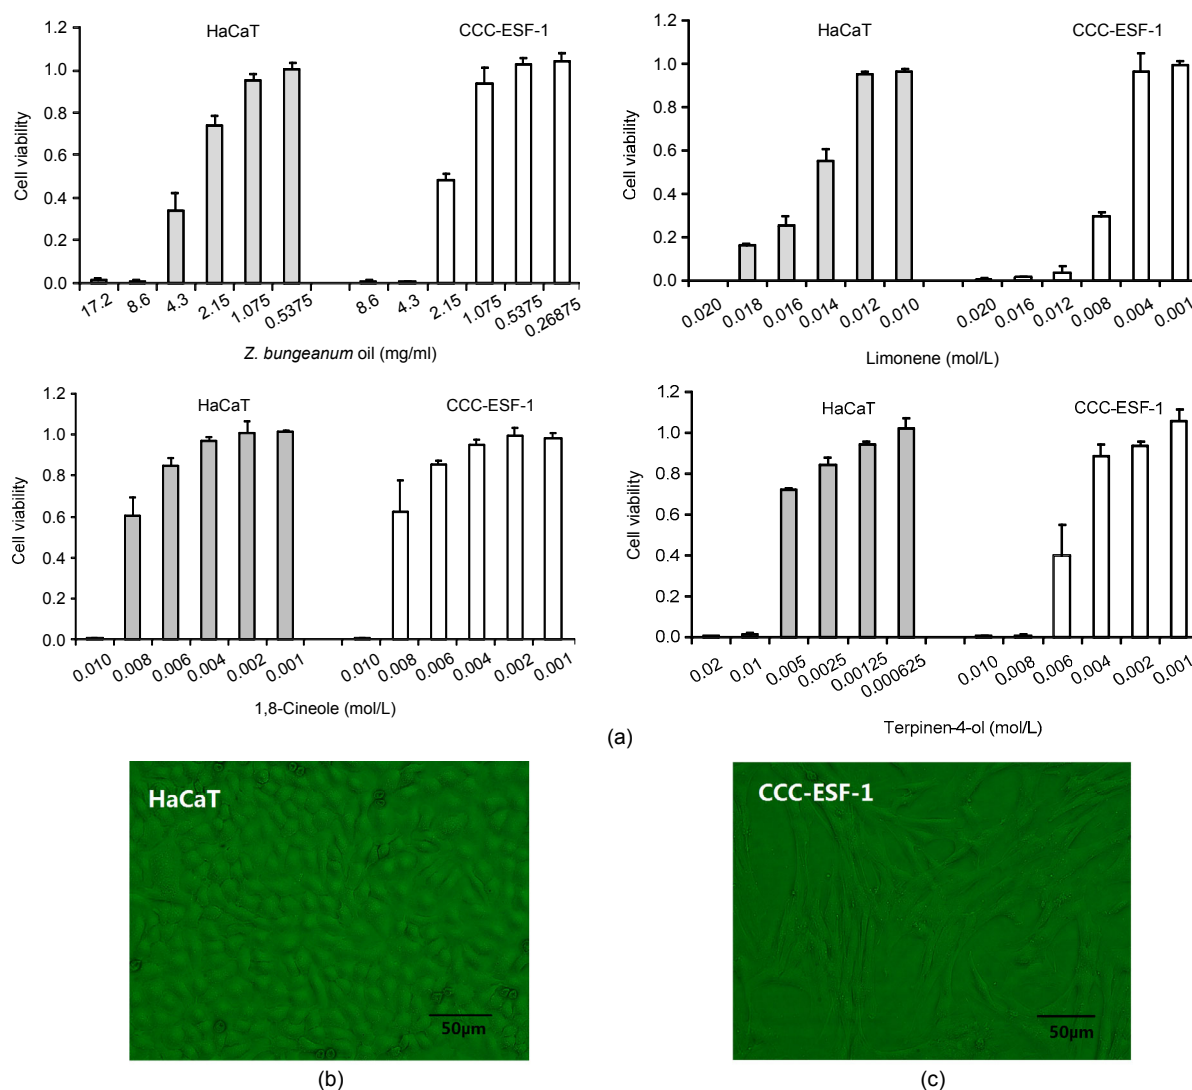 HaCaT
CCC-ESF-1
Cell viability
1.2
1.0
0.8
0.6
0.4
0.2
0.0
17.2 8.6 4.3 2.15 1.075 0.5375 8.6 4.3 2.15 1.075 0.5375 0.26875
Z. bungeanum oil (mg/ml)
HaCaT
CCC-ESF-1
Cell viability
1.2
1.0
0.8
0.6
0.4
0.2
0.0
0.020 0.018 0.016 0.014 0.012 0.010 0.020 0.016 0.012 0.008 0.004 0.001
Limonene (mol/L)
HaCaT
CCC-ESF-1
Cell viability
1.2
1.0
0.8
0.6
0.4
0.2
0.0
0.010 0.008 0.006 0.004 0.002 0.001 0.010 0.008 0.006 0.004 0.002 0.001
1,8-Cineole (mol/L)
HaCaT
CCC-ESF-1
Cell viability
1.2
1.0
0.8
0.6
0.4
0.2
0.0
0.02 0.01 0.005 0.0025 0.00125 0.000625 0.010 0.008 0.006 0.004 0.002 0.001
Terpinen-4-ol (mol/L)
(a)
HaCaT
50μm
(b)
CCC-ESF-1
50μm
(c)